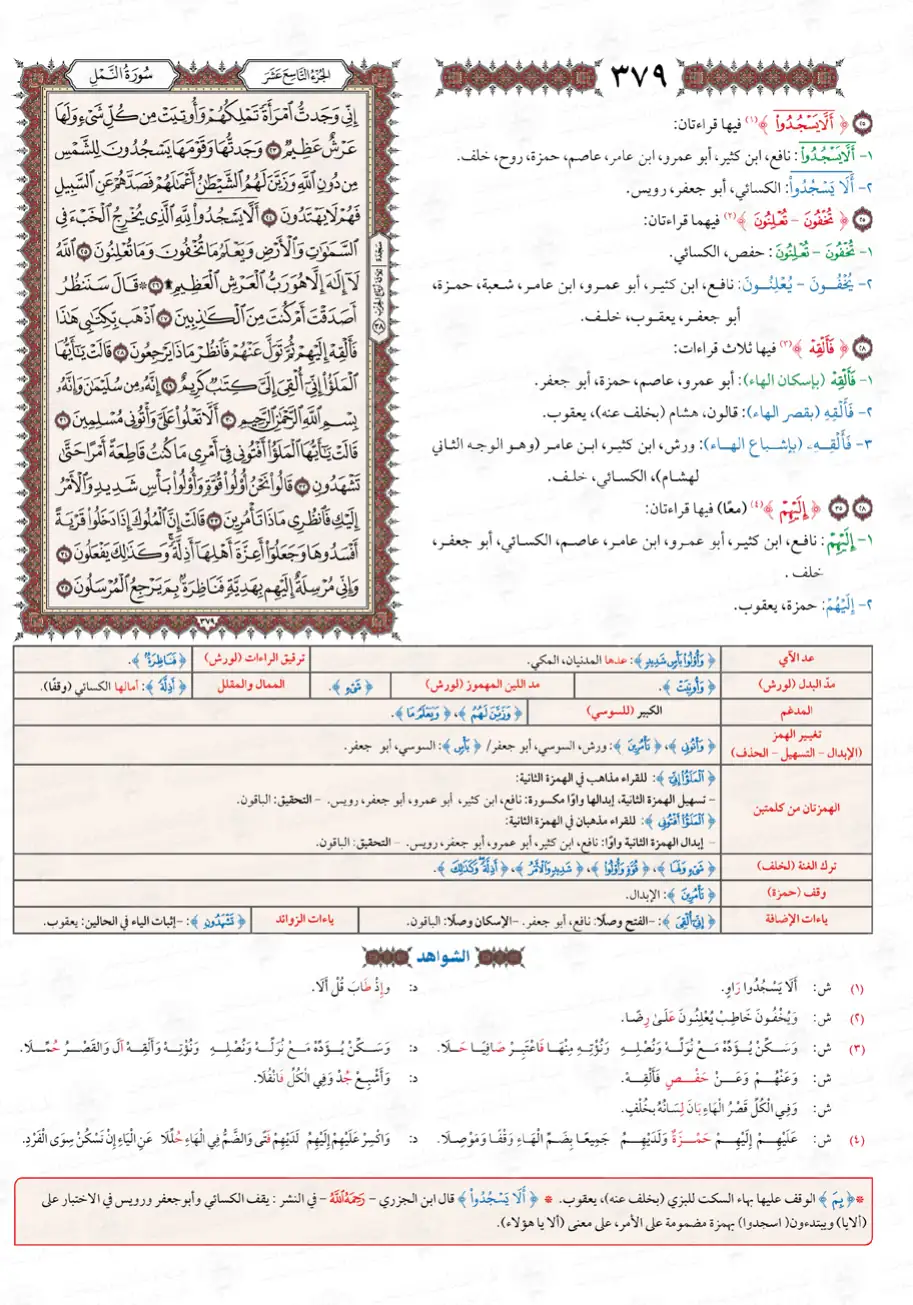 ٣٧٩
الجزء التاسع عشر
سورة النمل
إِنِّي وَجَدتُّ ٱمْرَأَةً تَمْلِكُهُمْ وَأُوتِيَتْ مِن كُلِّ شَيْءٍ وَلَهَا
عَرْشٌ عَظِيمٌ ٢٣ وَجَدتُّهَا وَقَوْمَهَا يَسْجُدُونَ لِلشَّمْسِ
مِن دُونِ ٱللَّهِ وَزَيَّنَ لَهُمُ ٱلشَّيْطَٰنُ أَعْمَٰلَهُمْ فَصَدَّهُمْ عَنِ ٱلسَّبِيلِ
فَهُمْ لَا يَهْتَدُونَ ٢٤ أَلَّا يَسْجُدُوا۟ لِلَّهِ ٱلَّذِي يُخْرِجُ ٱلْخَبْءَ فِي
ٱلسَّمَٰوَٰتِ وَٱلْأَرْضِ وَيَعْلَمُ مَا تُخْفُونَ وَمَا تُعْلِنُونَ ٢٥ ٱللَّهُ
لَآ إِلَٰهَ إِلَّا هُوَ رَبُّ ٱلْعَرْشِ ٱلْعَظِيمِ ۩ ٢٦ ۞ قَالَ سَنَنظُرُ
أَصَدَقْتَ أَمْ كُنتَ مِنَ ٱلْكَٰذِبِينَ ٢٧ ٱذْهَب بِّكِتَٰبِي هَٰذَا
فَأَلْقِهْ إِلَيْهِمْ ثُمَّ تَوَلَّ عَنْهُمْ فَٱنظُرْ مَاذَا يَرْجِعُونَ ٢٨ قَالَتْ يَٰٓأَيُّهَا
ٱلْمَلَؤُا۟ إِنِّيٓ أُلْقِيَ إِلَيَّ كِتَٰبٌ كَرِيمٌ ٢٩ إِنَّهُۥ مِن سُلَيْمَٰنَ وَإِنَّهُۥ
بِسْمِ ٱللَّهِ ٱلرَّحْمَٰنِ ٱلرَّحِيمِ ٣٠ أَلَّا تَعْلُوا۟ عَلَيَّ وَأْتُونِي مُسْلِمِينَ ٣١
قَالَتْ يَٰٓأَيُّهَا ٱلْمَلَؤُا۟ أَفْتُونِي فِيٓ أَمْرِي مَا كُنتُ قَاطِعَةً أَمْرًا حَتَّىٰ
تَشْهَدُونِ ٣٢ قَالُوا۟ نَحْنُ أُو۟لُوا۟ قُوَّةٍ وَأُو۟لُوا۟ بَأْسٍ شَدِيدٍ وَٱلْأَمْرُ
إِلَيْكِ فَٱنظُرِي مَاذَا تَأْمُرِينَ ٣٣ قَالَتْ إِنَّ ٱلْمُلُوكَ إِذَا دَخَلُوا۟ قَرْيَةً
أَفْسَدُوهَا وَجَعَلُوٓا۟ أَعِزَّةَ أَهْلِهَآ أَذِلَّةً ۖ وَكَذَٰلِكَ يَفْعَلُونَ ٣٤
وَإِنِّي مُرْسِلَةٌ إِلَيْهِم بِهَدِيَّةٍ فَنَاظِرَةٌۢ بِمَ يَرْجِعُ ٱلْمُرْسَلُونَ ٣٥
٣٧٩
سجدة
٣٨
٢٥ ﴿ أَلَّا يَسْجُدُوا۟ ﴾(١) فيها قراءتان:
١- أَلَّا يَسْجُدُوا۟: نافع، ابن كثير، أبو عمرو، ابن عامر، عاصم، حمزة، روح، خلف.
٢- أَلَا يَسْجُدُوا۟: الكسائي، أبو جعفر، رويس.
٢٥ ﴿ تُخْفُونَ - تُعْلِنُونَ ﴾(٢) فيهما قراءتان:
١- تُخْفُونَ - تُعْلِنُونَ : حفص، الكسائي.
٢- يُخْفُونَ - يُعْلِنُونَ: نافع، ابن كثير، أبو عمرو، ابن عامر، شعبة، حمزة،
أبو جعفر، يعقوب، خلف.
٢٨ ﴿ فَأَلْقِهْ ﴾(٣) فيها ثلاث قراءات:
١- فَأَلْقِهْ (بإسكان الهاء): أبو عمرو، عاصم، حمزة، أبو جعفر.
٢- فَأَلْقِهِ (بقصر الهاء): قالون، هشام (بخلف عنه)، يعقوب.
٣- فَأَلْقِهِۦ (بإشباع الهاء): ورش، ابن كثير، ابن عامر (وهو الوجه الثاني
لهشام)، الكسائي، خلف.
٢٨ ٣٥ ﴿ إِلَيْهِمْ ﴾(٤) (معًا) فيها قراءتان:
١- إِلَيْهِمْ: نافع، ابن كثير، أبو عمرو، ابن عامر، عاصم، الكسائي، أبو جعفر،
خلف .
٢- إِلَيْهُمْ: حمزة، يعقوب.
عد الآي ﴿ وَأُو۟لُوا۟ بَأْسٍ شَدِيدٍ ﴾: عدها المدنيان، المكي. ترقيق الراءات (لورش) ﴿ فَنَاظِرَةٌۢ ﴾.
مدّ البدل (لورش) ﴿ وَأُوتِيَتْ ﴾. مد اللين المهموز (لورش) ﴿ شَيْءٍ ﴾. الممال والمقلل ﴿ أَذِلَّةً ﴾: أمالها الكسائي (وقفًا).
المدغم الكبير (للسوسي) ﴿ وَزَيَّنَ لَهُمُ ﴾، ﴿ وَيَعْلَمُ مَا ﴾.
تغيير الهمز
(الإبدال - التسهيل - الحذف) ﴿ وَأْتُونِي ﴾، ﴿ تَأْمُرِينَ ﴾: ورش، السوسي، أبو جعفر/ ﴿ بَأْسٍ ﴾: السوسي، أبو جعفر.
الهمزتان من كلمتين
﴿ ٱلْمَلَؤُا۟ إِنِّيٓ ﴾: للقراء مذاهب في الهمزة الثانية:
- تسهيل الهمزة الثانية، إبدالها واوًا مكسورة: نافع، ابن كثير، أبو عمرو، أبو جعفر، رويس. - التحقيق: الباقون.
﴿ ٱلْمَلَؤُا۟ أَفْتُونِي ﴾: للقراء مذهبان في الهمزة الثانية:
- إبدال الهمزة الثانية واوًا: نافع، ابن كثير، أبو عمرو، أبو جعفر، رويس. - التحقيق: الباقون.
ترك الغنة (لخلف) ﴿ شَيْءٍ وَلَهَا ﴾، ﴿ قُوَّةٍ وَأُو۟لُوا۟ ﴾، ﴿ شَدِيدٍ وَٱلْأَمْرُ ﴾، ﴿ أَذِلَّةً ۖ وَكَذَٰلِكَ ﴾.
وقف (حمزة) ﴿ تَأْمُرِينَ ﴾: الإبدال.
ياءات الإضافة ﴿ إِنِّيٓ أُلْقِيَ ﴾: -الفتح وصلًا: نافع، أبو جعفر. -الإسكان وصلًا: الباقون. ياءات الزوائد ﴿ تَشْهَدُونِ ﴾: -إثبات الياء في الحالين: يعقوب.
الشواهد
(١) ش: أَلَا يَسْجُدُوا رَاوٍ. د: وإِذْ طَابَ قُلْ أَلَا.
(٢) ش: وَيُخْفُونَ خَاطِبْ يُعْلِنُونَ عَلَىٰ رِضًا.
(٣) ش: وَسَكِّنْ يُؤَدِّهْ مَعْ نُوَلِّهْ وَنُصْلِهِ وَنُؤْتِهِ مِنْهَا فَاعْتَبِرْ صَافِيًا حَلَا. د: وَسَكِّنْ يُؤَدِّهْ مَعْ نُوَلِّهْ وَنُصْلِهِ وَنُؤْتِهْ وَأَلْقِهْ آلَ وَالقَصْرُ حُمِّلَا.
ش: وَعَنْهُمْ وَعَنْ حَفْصٍ فَأَلْقِهْ. د: وَأَشْبِعْ جُدْ وَفِي الْكُلِّ فَانْقُلَا.
ش: وَفِي الْكُلِّ قَصْرُ الْهَاءِ بَانَ لِسَانُهُ بِخُلْفٍ.
(٤) ش: عَلَيْهِمْ إِلَيْهِمْ حَمْزَةٌ وَلَدَيْهِمُ جَمِيعًا بِضَمِّ الْهَاءِ وَقْفًا وَمَوْصِلَا. د: وَاكْسِرْ عَلَيْهِمْ إِلَيْهِمُ لَدَيْهِمْ فَتًى وَالضَّمُّ فِي الْهَاءِ حُلِّلَا عَنِ الْيَاءِ إِنْ تَسْكُنْ سِوَى الْفَرْدِ.
* ﴿ بِمَ ﴾ الوقف عليها بهاء السكت للبزي (بخلف عنه)، يعقوب. * ﴿ أَلَا يَسْجُدُوا۟ ﴾ قال ابن الجزري - رَحِمَهُ اللَّهُ - في النشر : يقف الكسائي وأبو جعفر ورويس في الاختبار على
(ألايا) ويبتدءون( اسجدوا) بهمزة مضمومة على الأمر، على معنى (ألا يا هؤلاء).